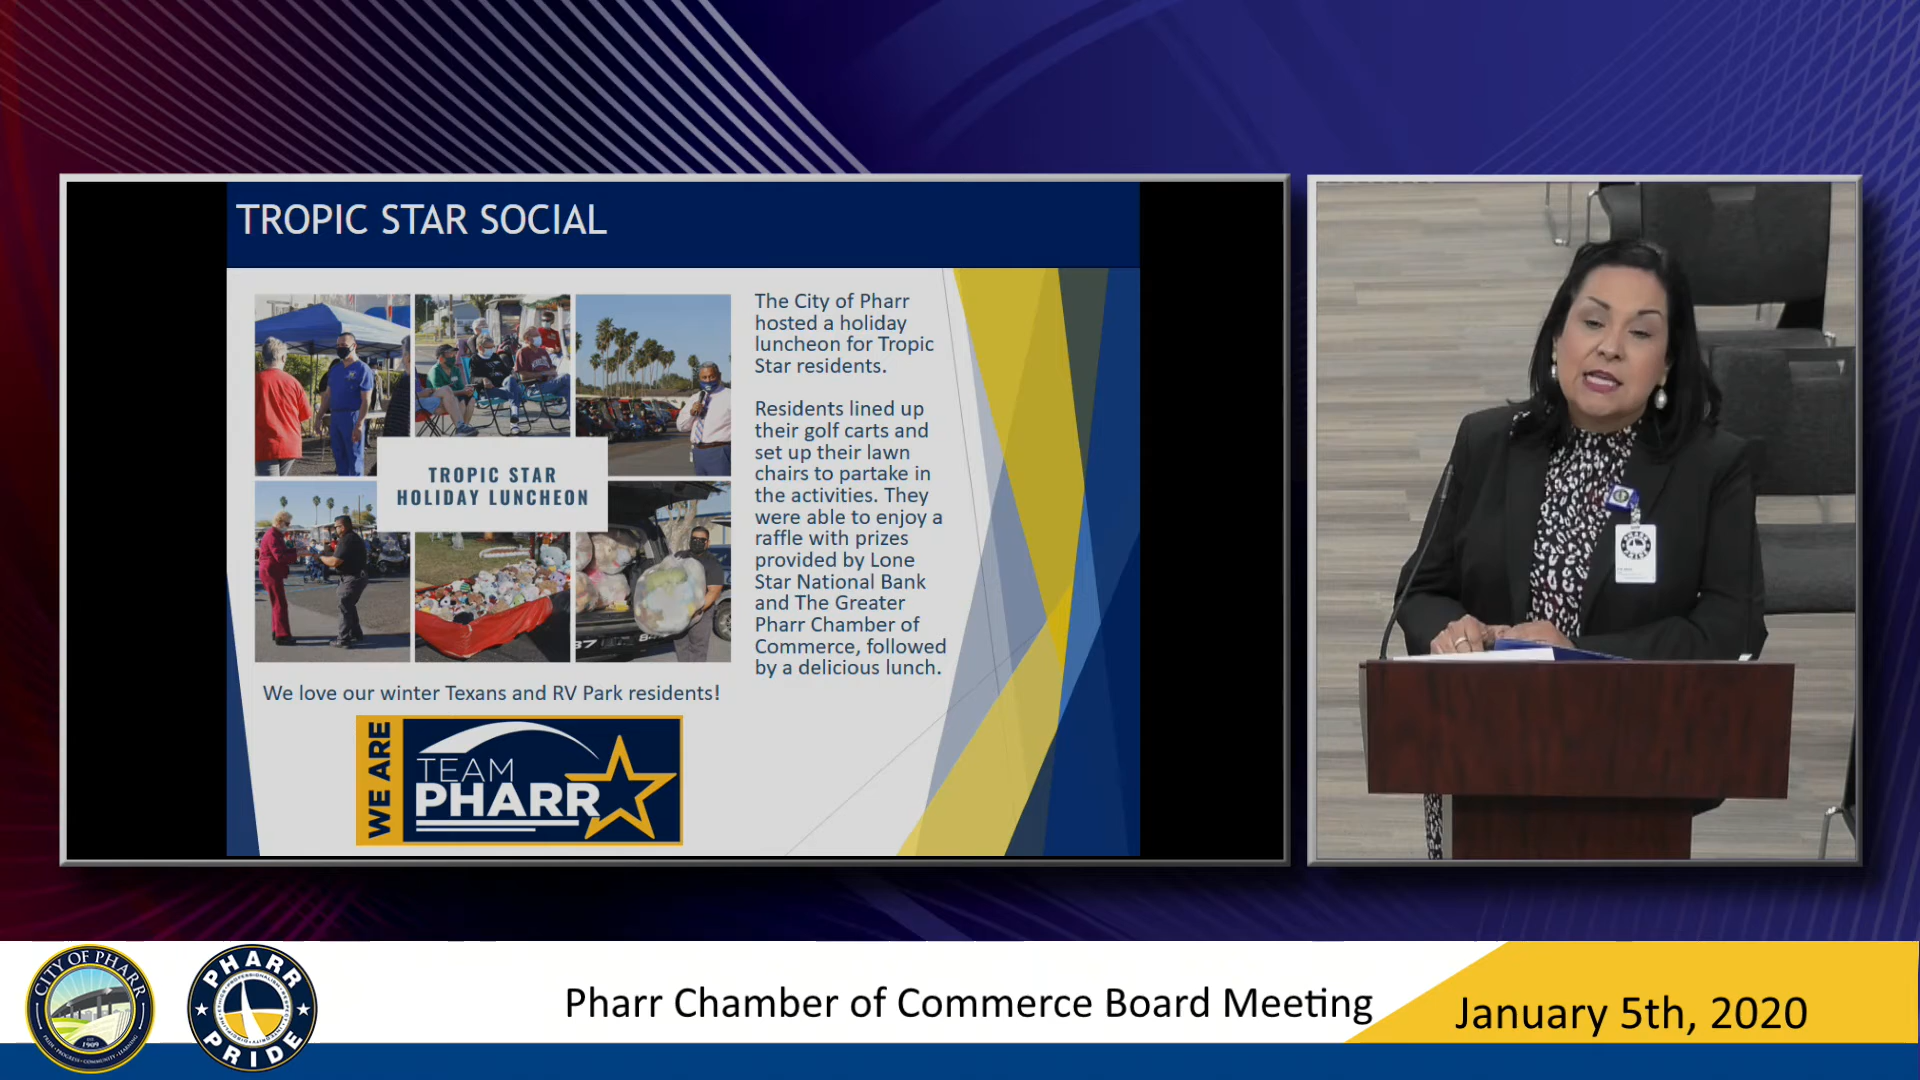 TROPIC STAR SOCIAL
TROPIC STAR
HOLIDAY LUNCHEON
The City of Pharr
hosted a holiday
luncheon for Tropic
Star residents.
Residents lined up
their golf carts and
set up their lawn
chairs to partake in
the activities. They
were able to enjoy a
raffle with prizes
provided by Lone
Star National Bank
and The Greater
Pharr Chamber of
Commerce, followed
by a delicious lunch.
We love our winter Texans and RV Park residents!
WE ARE
TEAM
PHARR
PHARR
PRIDE
CITY OF PHARR
1909
PHARR
PRIDE
Pharr Chamber of Commerce Board Meeting
January 5th, 2020